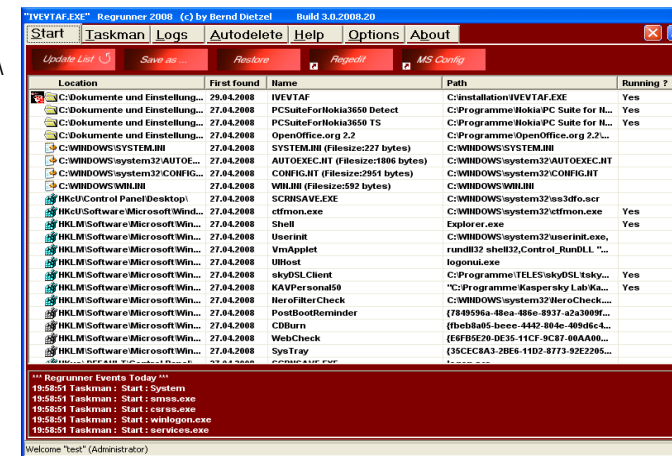 "IVEVTAF.EXE" Regrunner 2008 (c) by Bernd Dietzel Build 3.0.2008.20
Start Taskman Logs Autodelete Help Options About
Update List Save as ... Restore Regedit MS Config
Location First found Name Path Running ?
C:\Dokumente und Einstellung... 29.04.2008 IVEVTAF C:\installation\IVEVTAF.EXE Yes
C:\Dokumente und Einstellung... 27.04.2008 PCSuiteForNokia3650 Detect C:\Programme\Nokia\PC Suite for N... Yes
C:\Dokumente und Einstellung... 27.04.2008 PCSuiteForNokia3650 TS C:\Programme\Nokia\PC Suite for N... Yes
C:\Dokumente und Einstellung... 27.04.2008 OpenOffice.org 2.2 C:\Programme\OpenOffice.org 2.2\...
C:\WINDOWS\SYSTEM.INI 27.04.2008 SYSTEM.INI (Filesize:227 bytes) C:\WINDOWS\SYSTEM.INI
C:\WINDOWS\system32\AUTOE... 27.04.2008 AUTOEXEC.NT (Filesize:1806 bytes) C:\WINDOWS\system32\AUTOEXEC.NT
C:\WINDOWS\system32\CONFIG... 27.04.2008 CONFIG.NT (Filesize:2951 bytes) C:\WINDOWS\system32\CONFIG.NT
C:\WINDOWS\WIN.INI 27.04.2008 WIN.INI (Filesize:592 bytes) C:\WINDOWS\WIN.INI
HKcU\Control Panel\Desktop\ 27.04.2008 SCRNSAVE.EXE C:\WINDOWS\system32\ss3dfo.scr
HKcU\Software\Microsoft\Wind... 27.04.2008 ctfmon.exe C:\WINDOWS\system32\ctfmon.exe Yes
HKLM\Software\Microsoft\Win... 27.04.2008 Shell Explorer.exe Yes
HKLM\Software\Microsoft\Win... 27.04.2008 Userinit C:\WINDOWS\system32\userinit.exe,
HKLM\Software\Microsoft\Win... 27.04.2008 VmApplet rundll32 shell32,Control_RunDLL "...
HKLM\Software\Microsoft\Win... 27.04.2008 UIHost logonui.exe
HKLM\Software\Microsoft\Win... 27.04.2008 skyDSLClient C:\Programme\TELES\skyDSL\tsky... Yes
HKLM\Software\Microsoft\Win... 27.04.2008 KAVPersonal50 "C:\Programme\Kaspersky Lab\Ka... Yes
HKLM\Software\Microsoft\Win... 27.04.2008 NeroFilterCheck C:\WINDOWS\system32\NeroCheck....
HKLM\Software\Microsoft\Win... 27.04.2008 PostBootReminder {7849596a-48ea-486e-8937-a2a3009f...
HKLM\Software\Microsoft\Win... 27.04.2008 CDBurn {fbeb8a05-beee-4442-804e-409d6c4...
HKLM\Software\Microsoft\Win... 27.04.2008 WebCheck {E6FB5E20-DE35-11CF-9C87-00AA00...
HKLM\Software\Microsoft\Win... 27.04.2008 SysTray {35CEC8A3-2BE6-11D2-8773-92E2205...
*** Regrunner Events Today ***
19:58:51 Taskman : Start : System
19:58:51 Taskman : Start : smss.exe
19:58:51 Taskman : Start : csrss.exe
19:58:51 Taskman : Start : winlogon.exe
19:58:51 Taskman : Start : services.exe
Welcome "test" (Administrator)